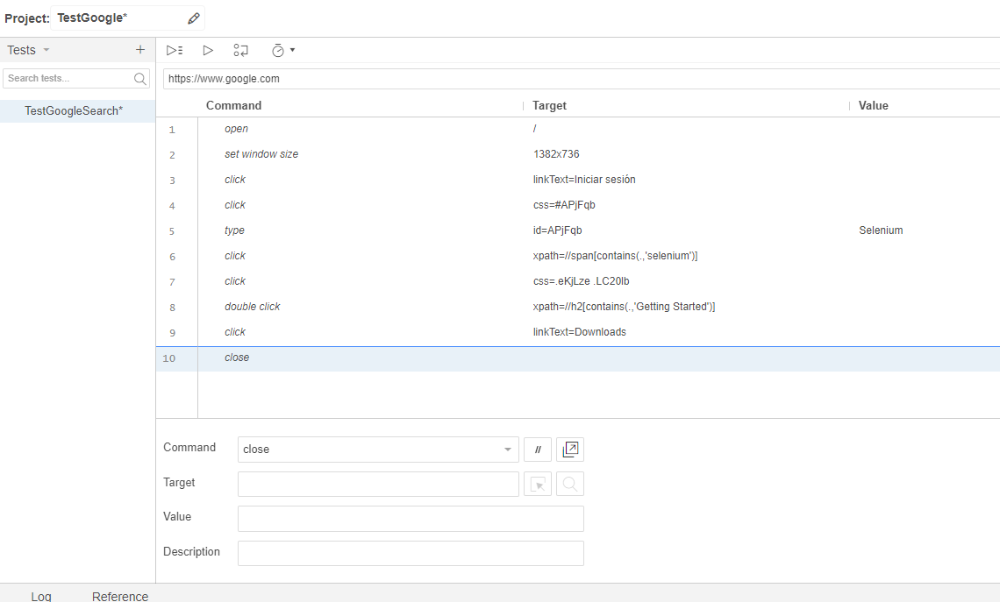 Project: TestGoogle*
Tests +
Search tests...
TestGoogleSearch*
https://www.google.com
Command Target Value
1 open /
2 set window size 1382x736
3 click linkText=Iniciar sesión
4 click css=#APjFqb
5 type id=APjFqb Selenium
6 click xpath=//span[contains(.,'selenium')]
7 click css=.eKjLze .LC20lb
8 double click xpath=//h2[contains(.,'Getting Started')]
9 click linkText=Downloads
10 close
Command close //
Target
Value
Description
Log Reference